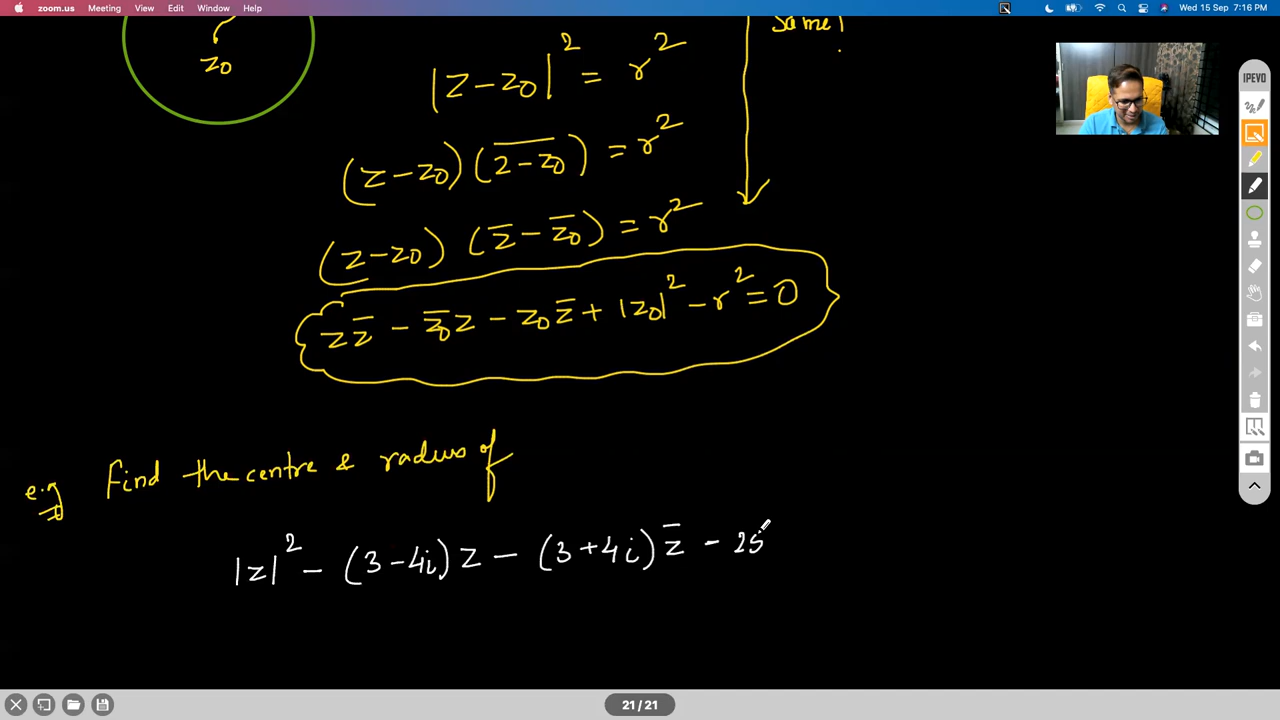 zoom.us Meeting View Edit Window Help Wed 15 Sep 7:16 PM
same!
z₀
|z-z₀|² = r²
IPEVO
(z-z₀)(\overline{z-z₀}) = r²
(z-z₀) (z̄-z̄₀) = r²
zz̄ - z̄₀z - z₀z̄ + |z₀|² - r² = 0
e.g Find the centre & radius of
|z|² - (3-4i)z - (3+4i)z̄ - 25
21/21